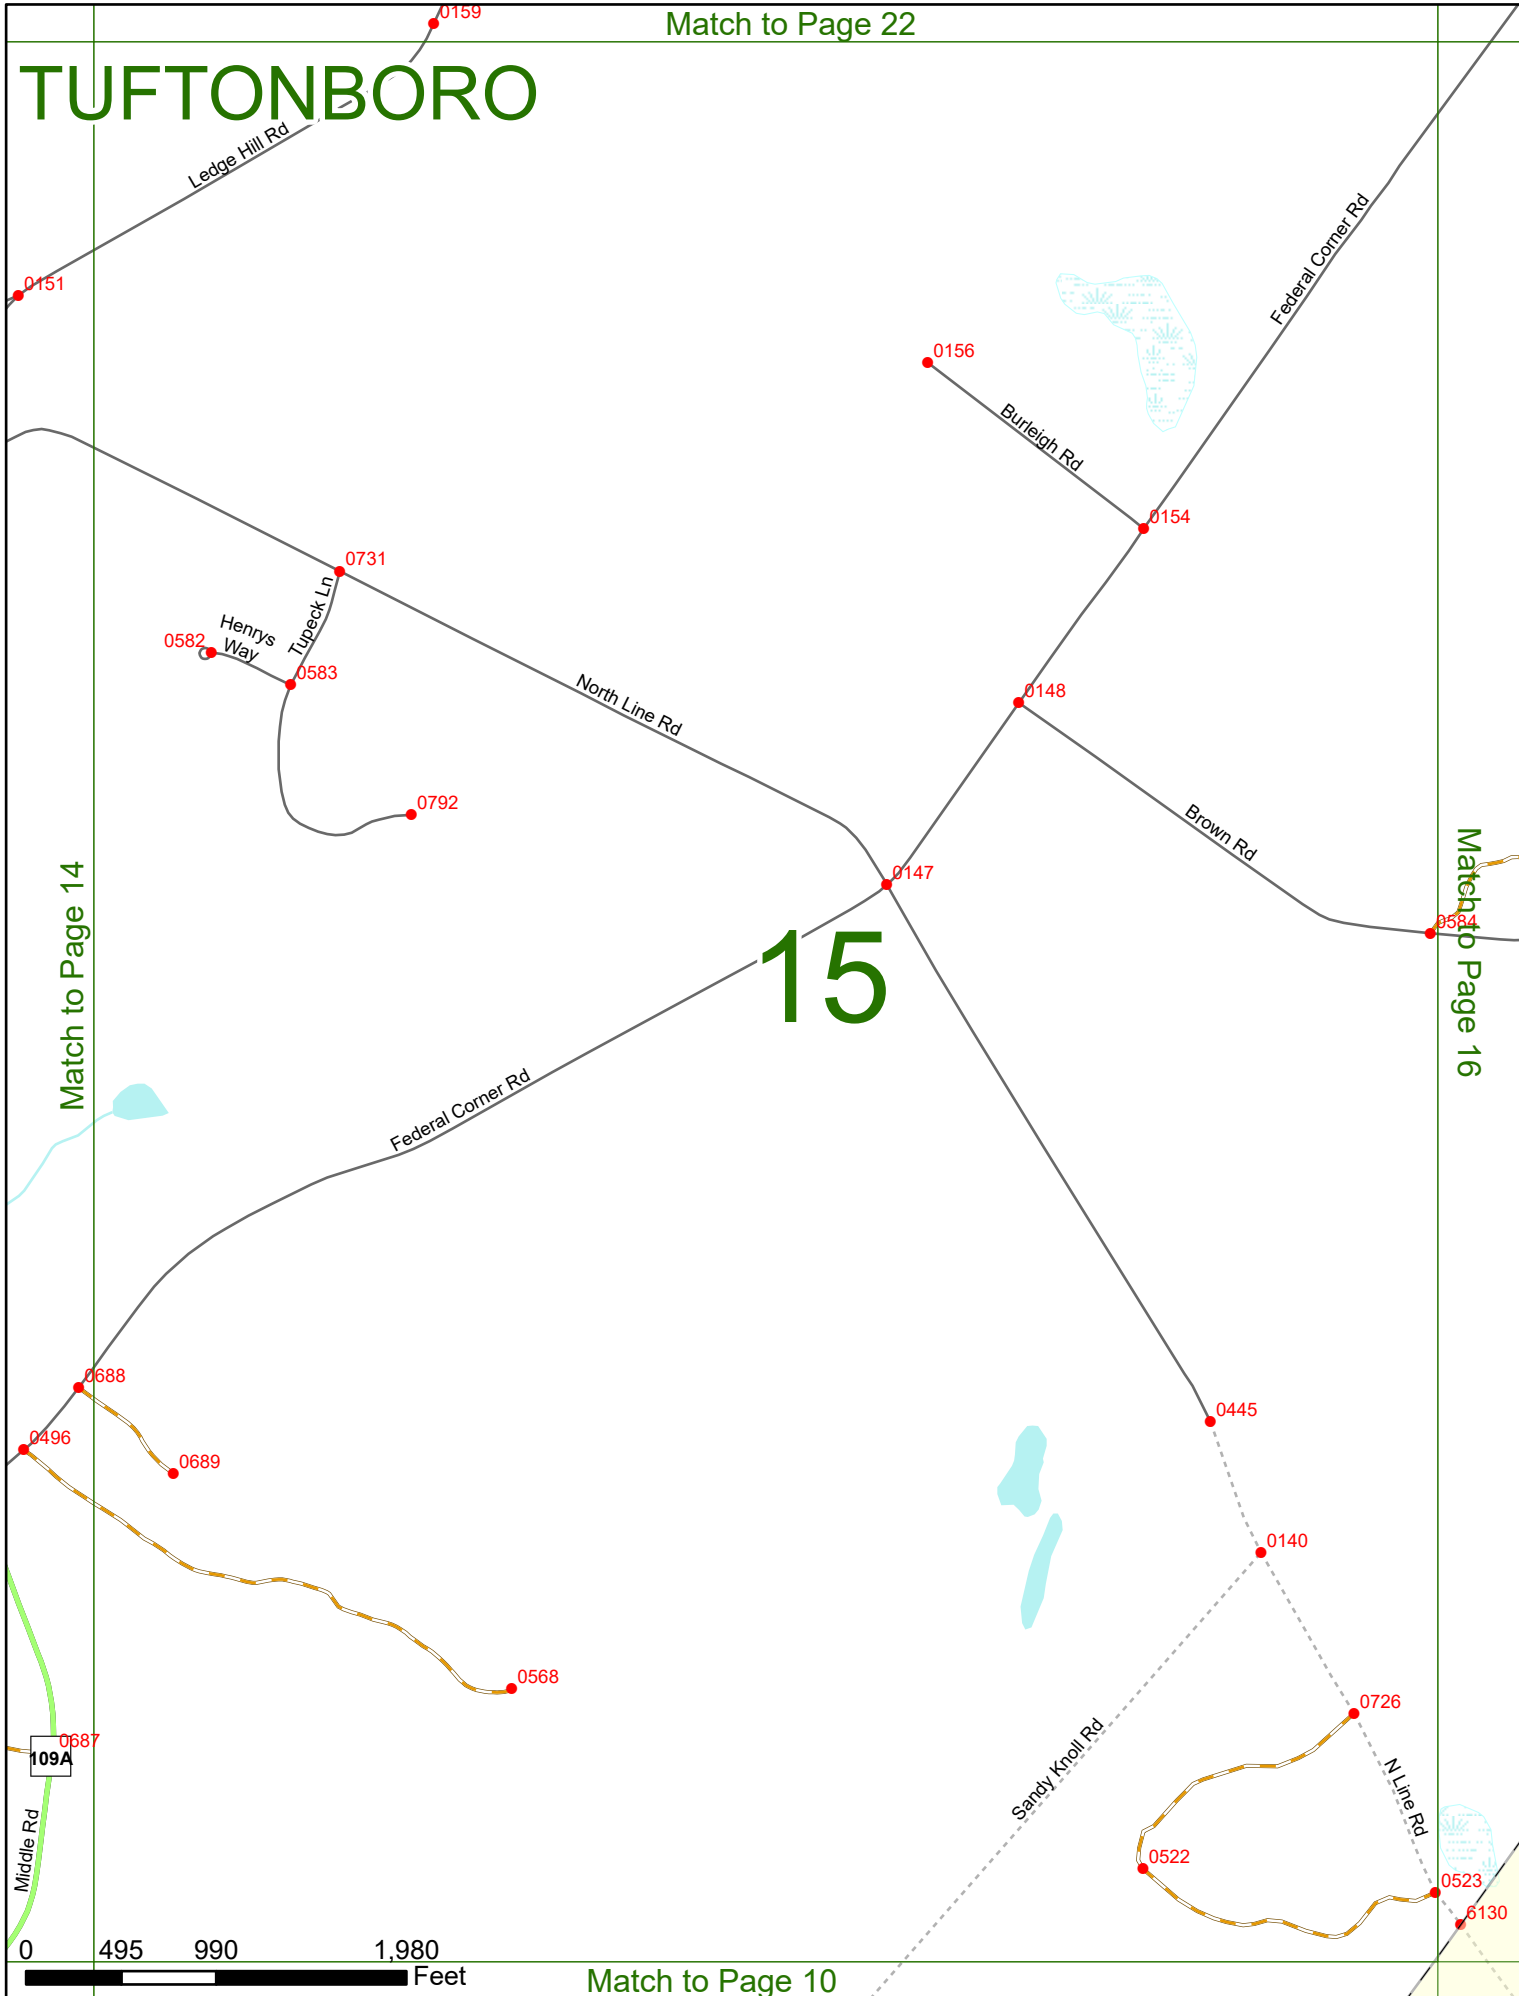 0159
Match to Page 22
TUFTONBORO
Ledge Hill Rd
0151
Federal Corner Rd
0156
Burleigh Rd
0154
0731
Tupeck Ln
Henrys
Way
0582
0583
0148
North Line Rd
0792
Brown Rd
0147
Match to Page 14
Match to Page 16
0584
15
Federal Corner Rd
0688
0445
0496
0689
0140
0568
0726
0687
109A
Sandy Knoll Rd
N Line Rd
Middle Rd
0522
0523
6130
0 495 990 1,980
Feet
Match to Page 10